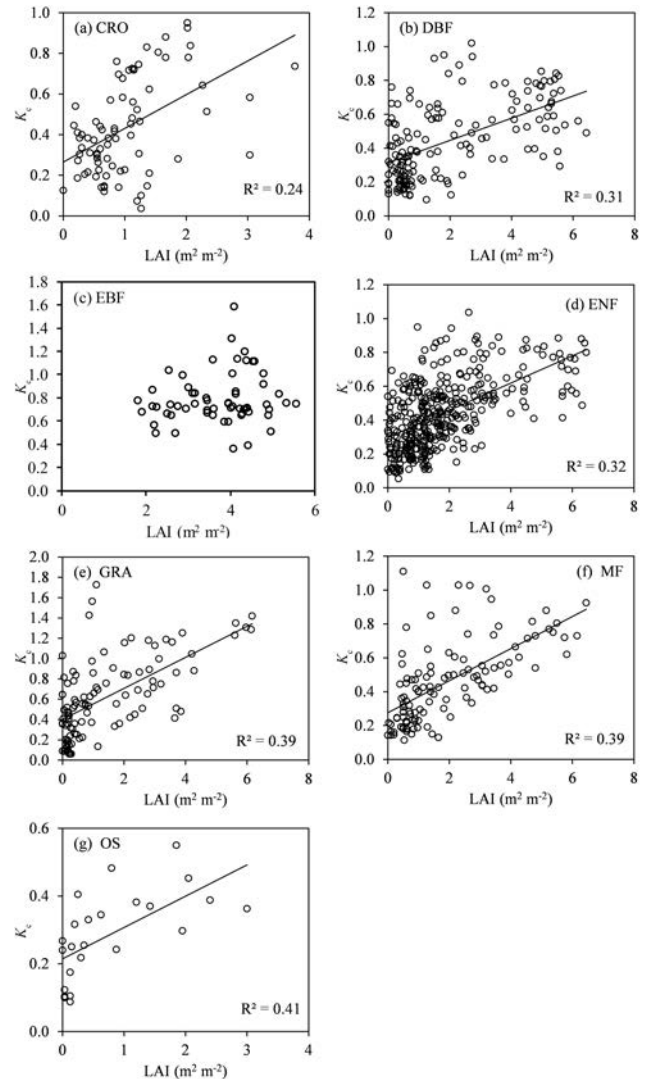 (a) CRO
1.0
0.8
0.6
0.4
0.2
0.0
K_c
0 1 2 3 4
LAI (m² m⁻²)
R² = 0.24
(b) DBF
1.2
1.0
0.8
0.6
0.4
0.2
0.0
K_c
0 2 4 6 8
LAI (m² m⁻²)
R² = 0.31
(c) EBF
1.8
1.6
1.4
1.2
1.0
0.8
0.6
0.4
0.2
0.0
K_c
0 2 4 6
LAI (m² m⁻²)
(d) ENF
1.2
1.0
0.8
0.6
0.4
0.2
0.0
K_c
0 2 4 6 8
LAI (m² m⁻²)
R² = 0.32
(e) GRA
2.0
1.8
1.6
1.4
1.2
1.0
0.8
0.6
0.4
0.2
0.0
K_c
0 2 4 6 8
LAI (m² m⁻²)
R² = 0.39
(f) MF
1.2
1.0
0.8
0.6
0.4
0.2
0.0
K_c
0 2 4 6 8
LAI (m² m⁻²)
R² = 0.39
(g) OS
0.6
0.4
0.2
0.0
K_c
0 1 2 3 4
LAI (m² m⁻²)
R² = 0.41